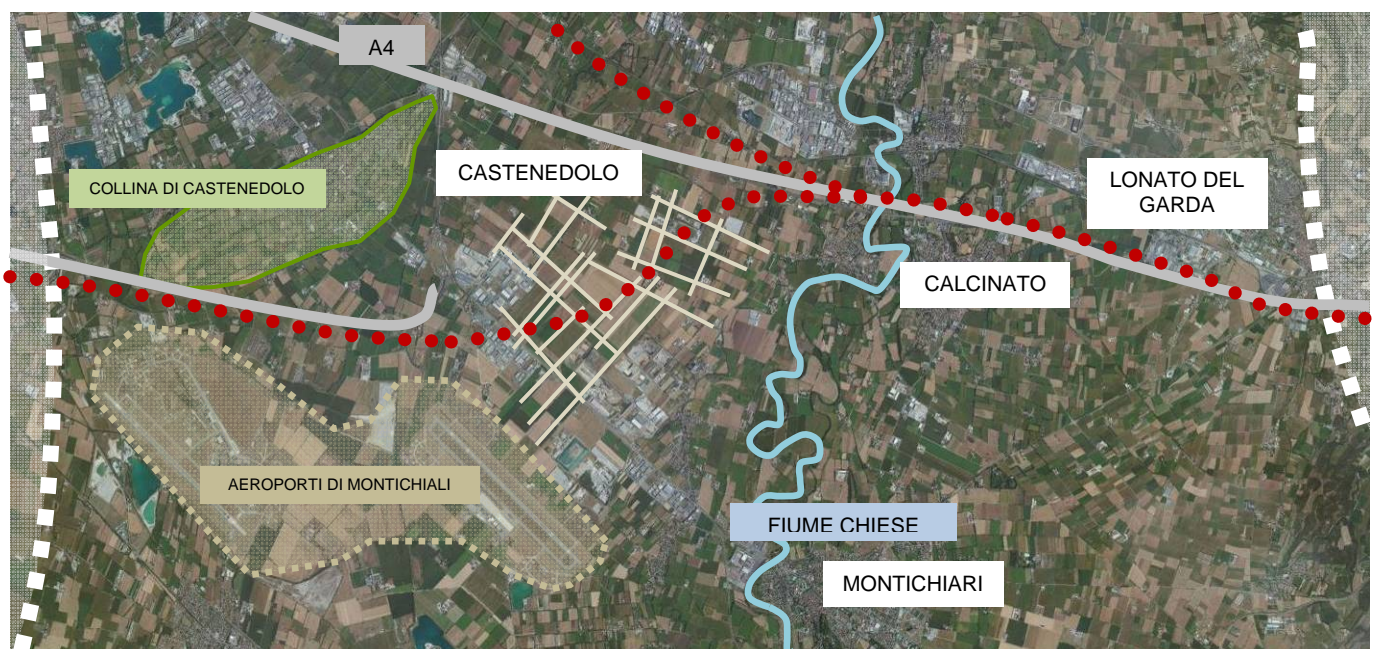 A4
CASTENEDOLO
COLLINA DI CASTENEDOLO
LONATO DEL
GARDA
CALCINATO
AEROPORTI DI MONTICHIALI
FIUME CHIESE
MONTICHIARI